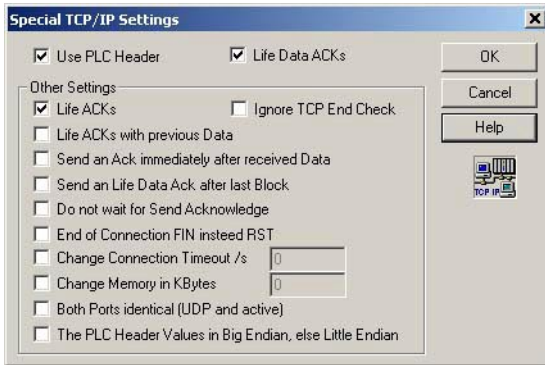 Special TCP/IP Settings
Use PLC Header
Life Data ACKs
OK
Cancel
Help
TCP IP
Other Settings
Life ACKs
Ignore TCP End Check
Life ACKs with previous Data
Send an Ack immediately after received Data
Send an Life Data Ack after last Block
Do not wait for Send Acknowledge
End of Connection FIN insteed RST
Change Connection Timeout /s
0
Change Memory in KBytes
0
Both Ports identical (UDP and active)
The PLC Header Values in Big Endian, else Little Endian